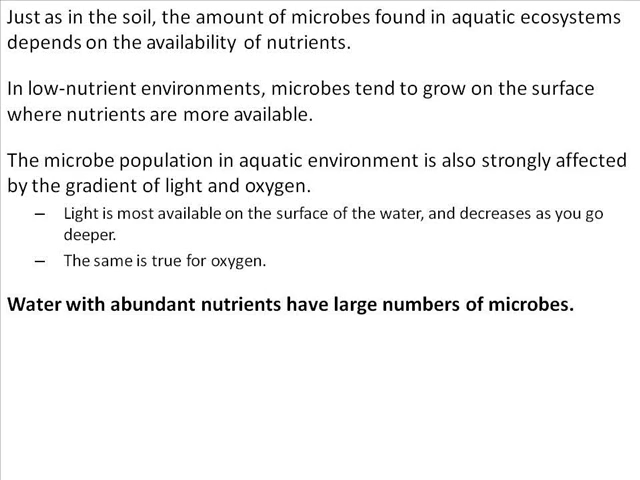 Just as in the soil, the amount of microbes found in aquatic ecosystems
depends on the availability of nutrients.
In low-nutrient environments, microbes tend to grow on the surface
where nutrients are more available.
The microbe population in aquatic environment is also strongly affected
by the gradient of light and oxygen.
– Light is most available on the surface of the water, and decreases as you go
deeper.
– The same is true for oxygen.
Water with abundant nutrients have large numbers of microbes.